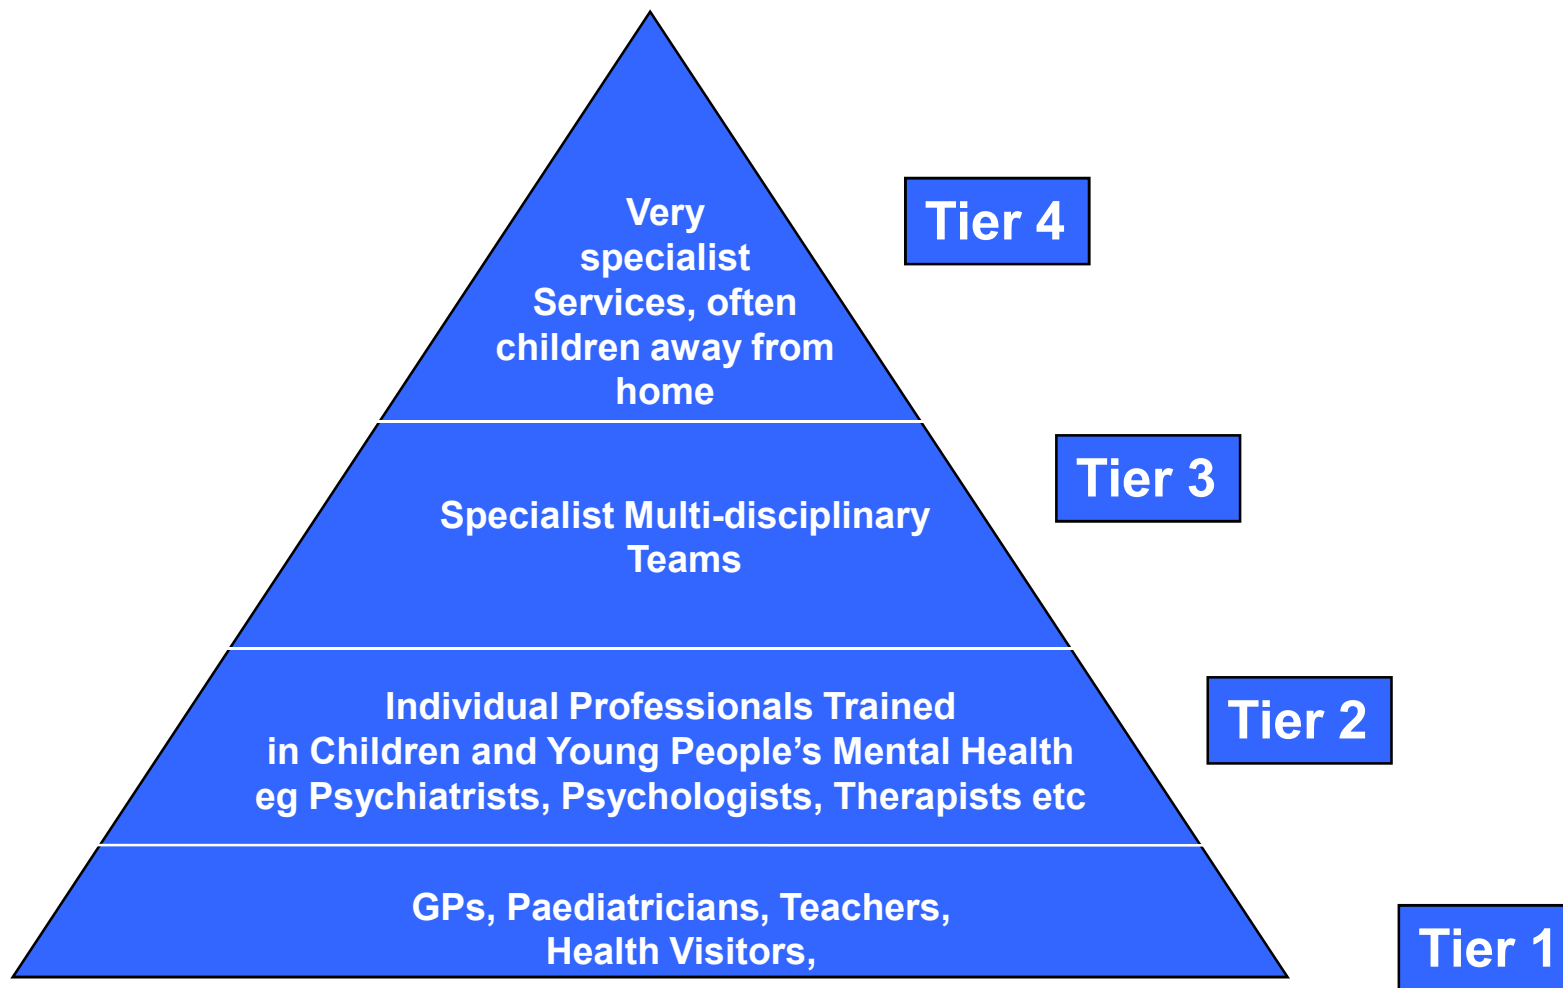 Very
specialist
Services, often
children away from
home
Tier 4
Specialist Multi-disciplinary
Teams
Tier 3
Individual Professionals Trained
in Children and Young People’s Mental Health
eg Psychiatrists, Psychologists, Therapists etc
Tier 2
GPs, Paediatricians, Teachers,
Health Visitors,
Tier 1